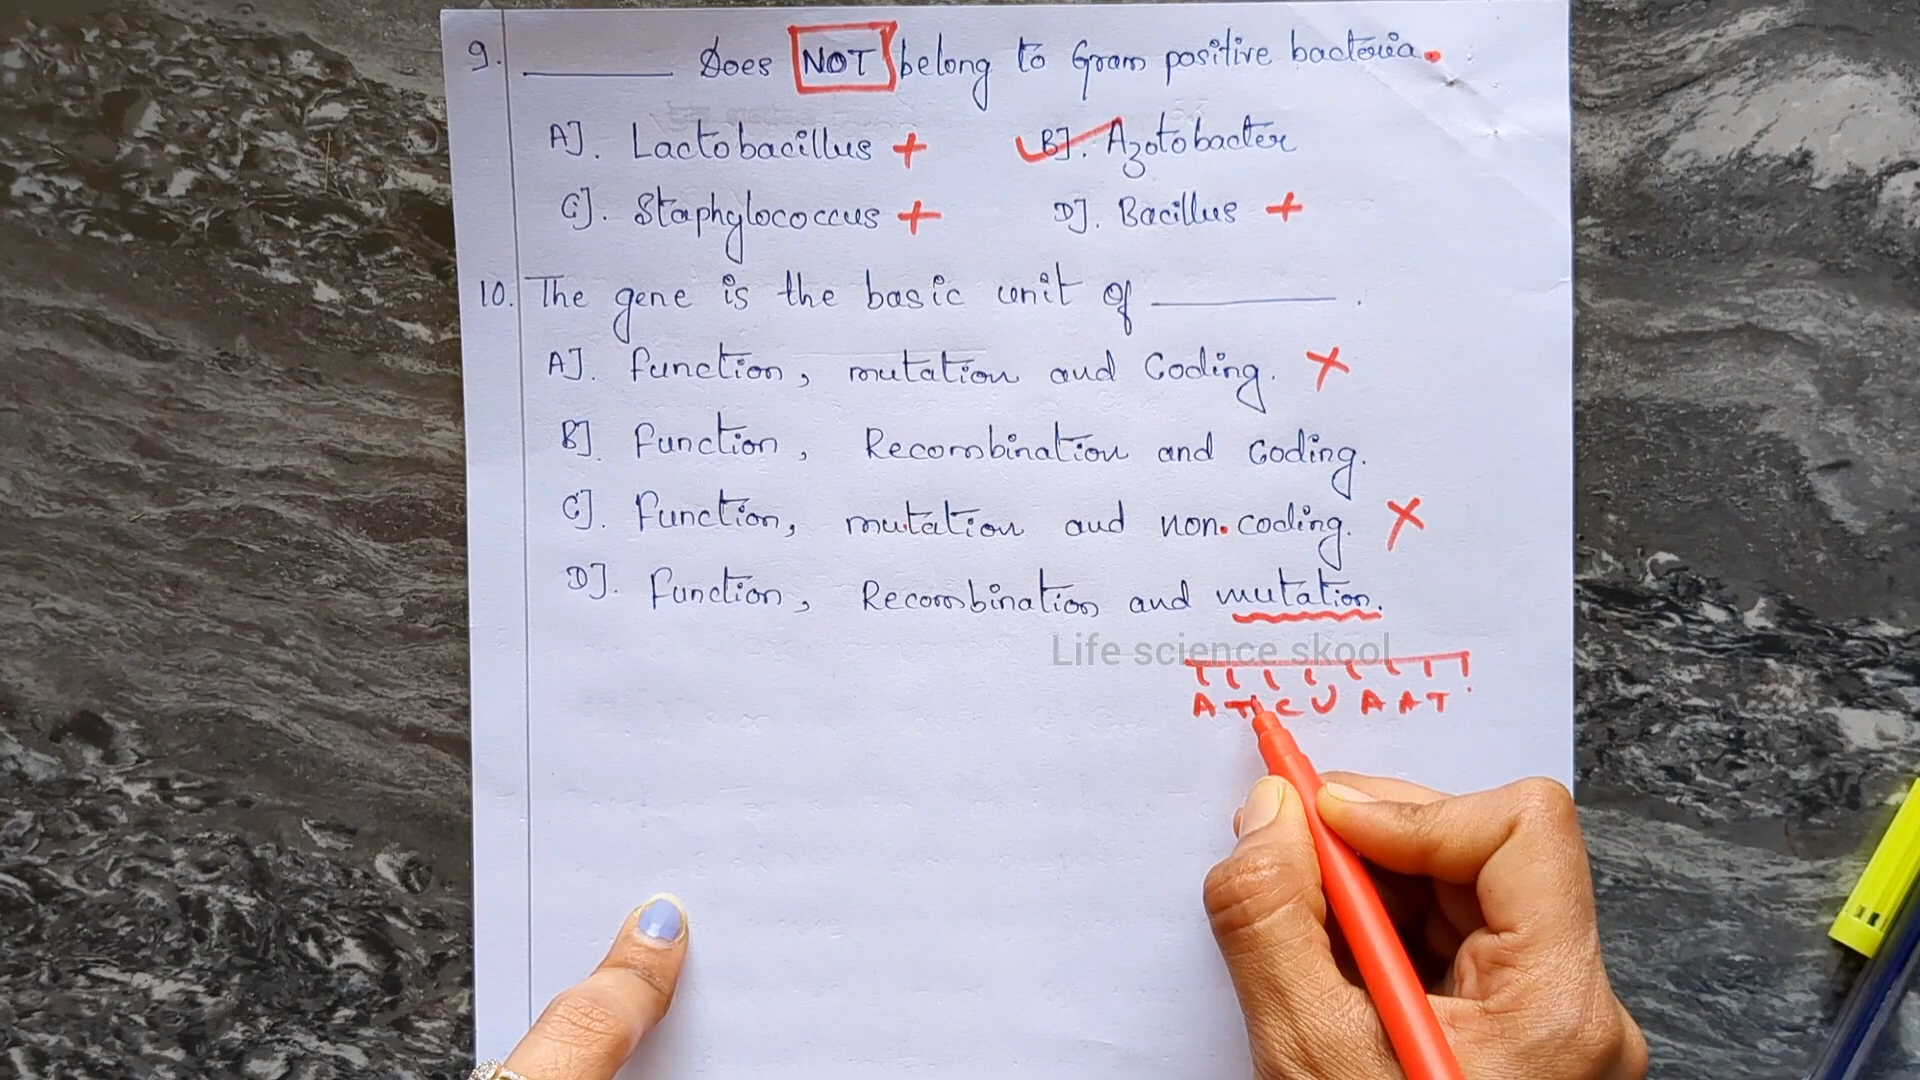 9. ______ Does NOT belong to Gram positive bacteria.
A]. Lactobacillus + B]. Azotobacter
C]. Staphylococcus + D]. Bacillus +
10. The gene is the basic unit of ______ .
A]. Function, mutation and Coding. X
B]. Function, Recombination and Coding.
C]. Function, mutation and non-coding. X
D]. Function, Recombination and mutation.
Life science skool
A T C U A A T